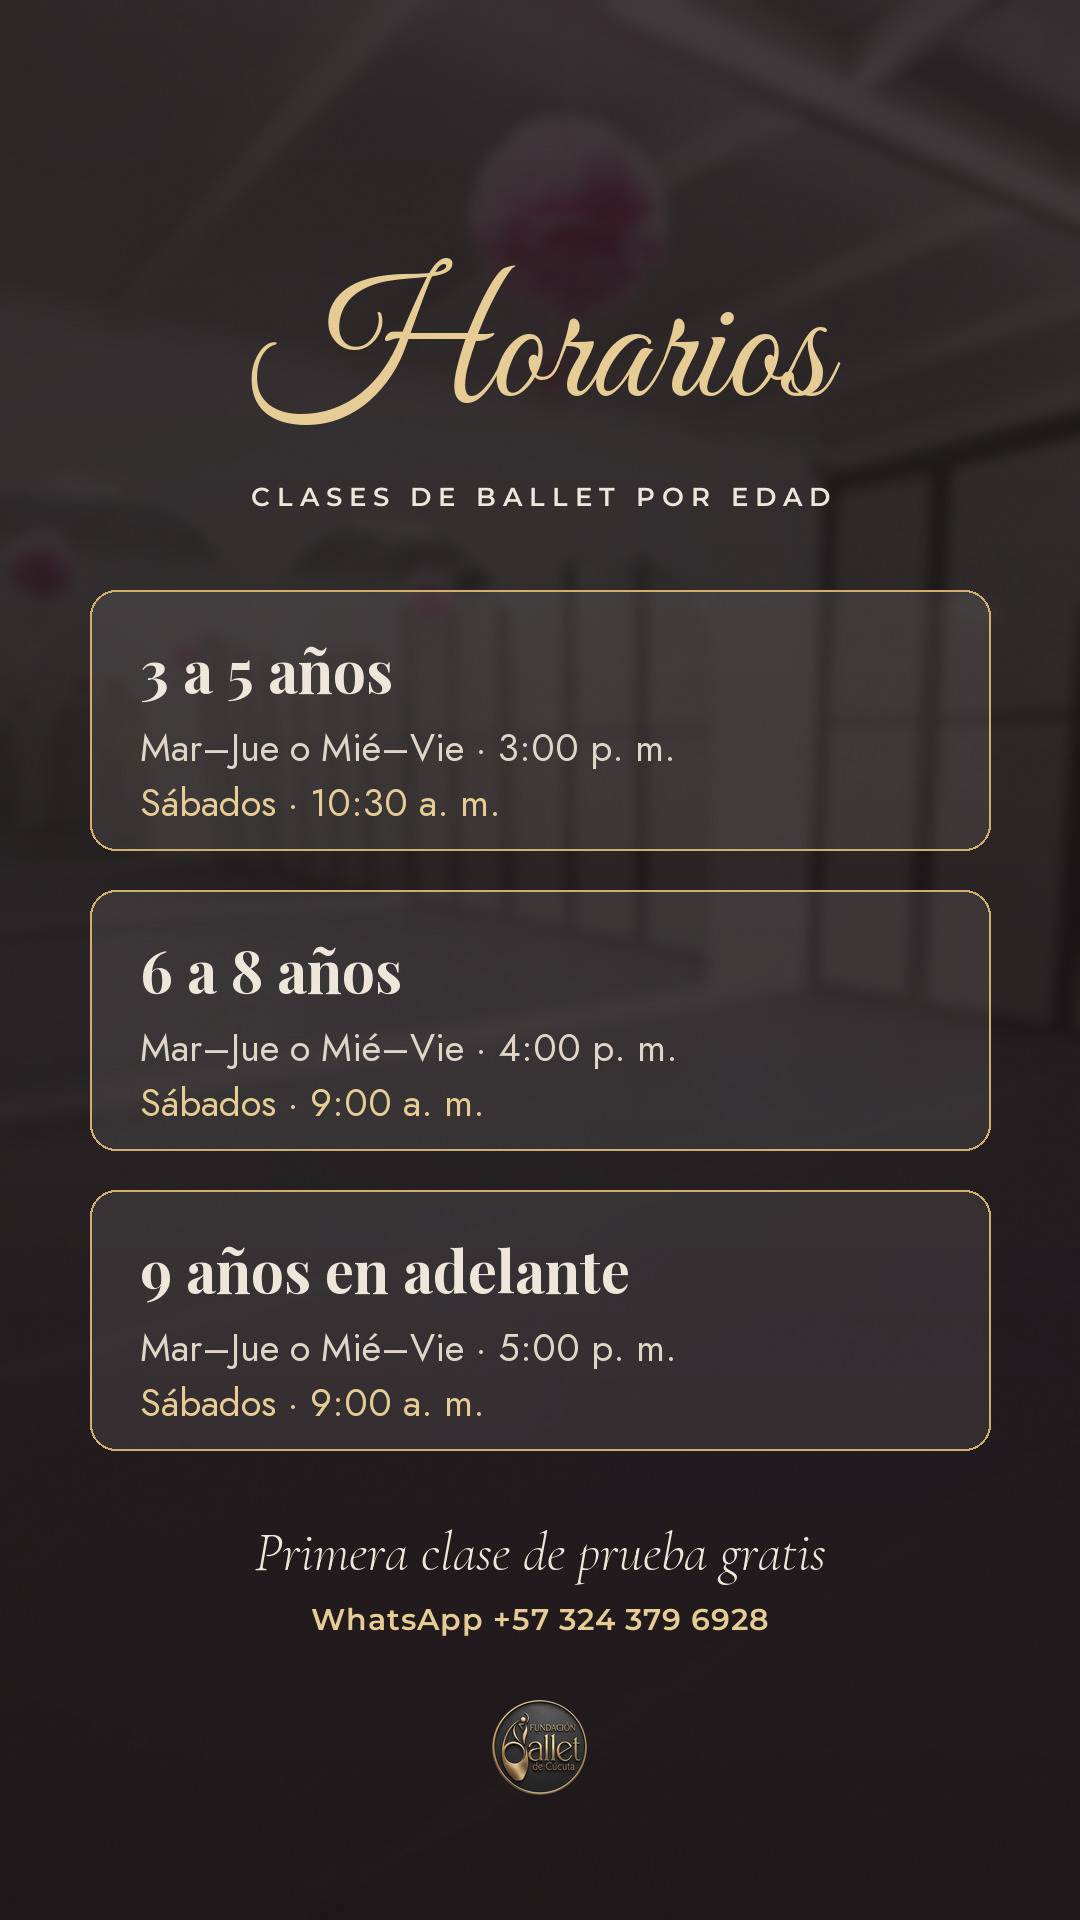 Horarios
CLASES DE BALLET POR EDAD
3 a 5 años
Mar–Jue o Mié–Vie · 3:00 p. m.
Sábados · 10:30 a. m.
6 a 8 años
Mar–Jue o Mié–Vie · 4:00 p. m.
Sábados · 9:00 a. m.
9 años en adelante
Mar–Jue o Mié–Vie · 5:00 p. m.
Sábados · 9:00 a. m.
Primera clase de prueba gratis
WhatsApp +57 324 379 6928
FUNDACIÓN
Ballet
de Cúcuta